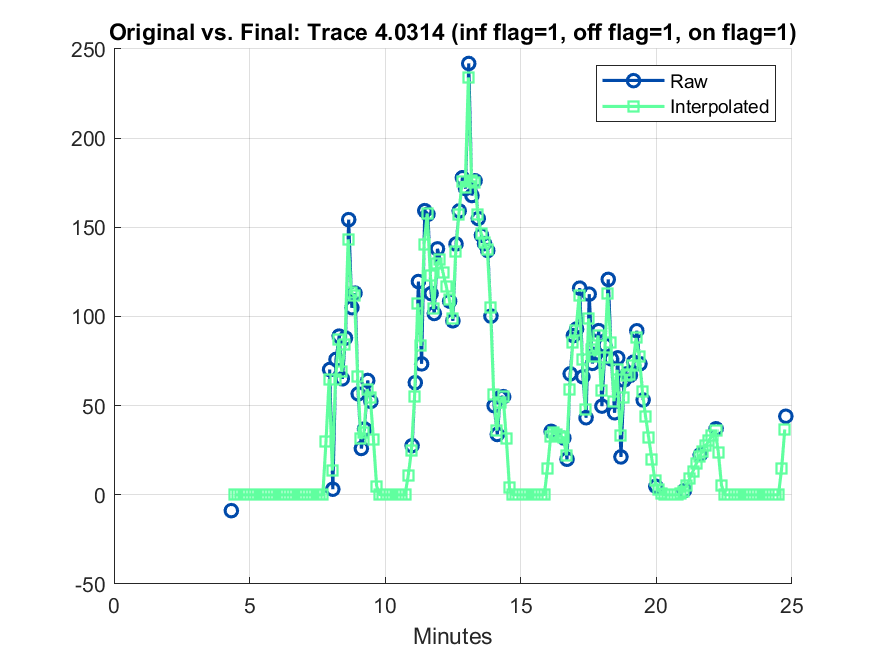 Original vs. Final: Trace 4.0314 (inf flag=1, off flag=1, on flag=1)
250
200
150
100
50
0
-50
0 5 10 15 20 25
Minutes
Raw
Interpolated